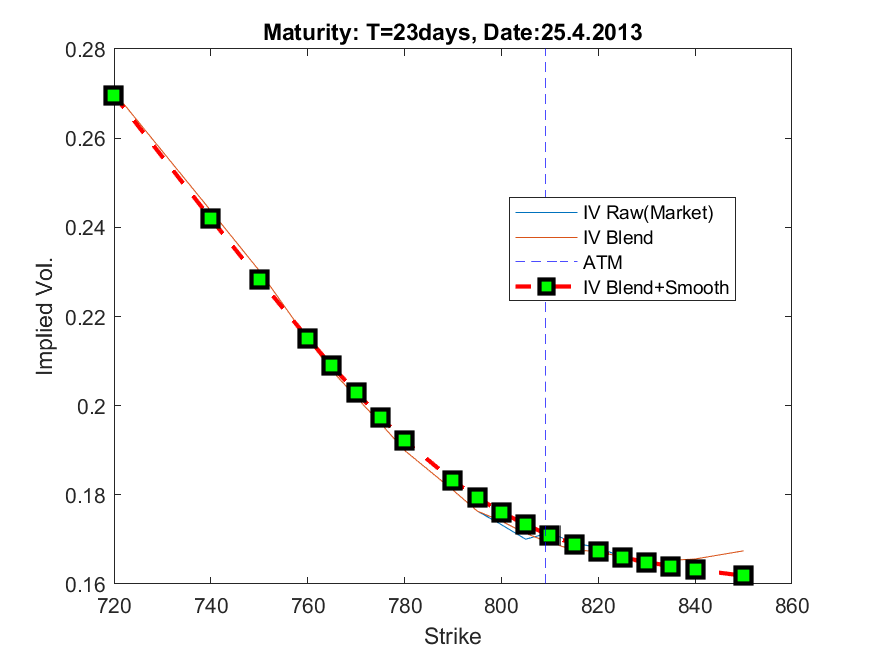 Maturity: T=23days, Date:25.4.2013
0.28
0.26
0.24
0.22
0.2
0.18
0.16
Implied Vol.
IV Raw(Market)
IV Blend
ATM
IV Blend+Smooth
720 740 760 780 800 820 840 860
Strike